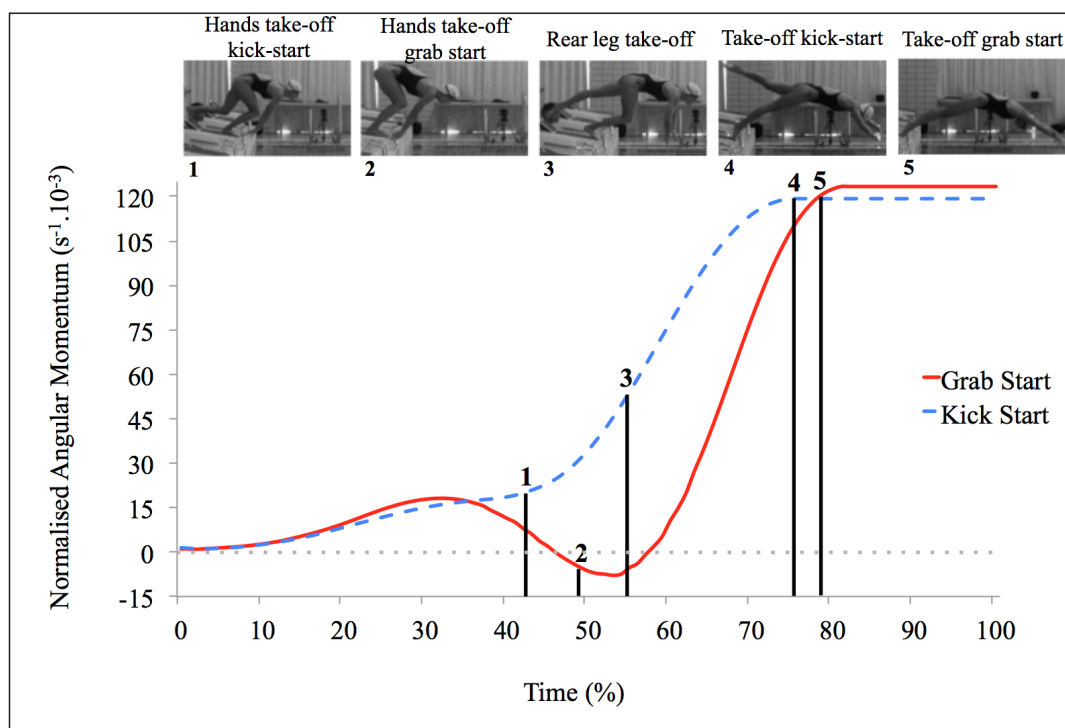 Hands take-off
kick-start
Hands take-off
grab start
Rear leg take-off
Take-off kick-start
Take-off grab start
1
2
3
4
5
Normalised Angular Momentum (s⁻¹.10⁻³)
120
105
90
75
60
45
30
15
0
-15
1
2
3
4
5
Grab Start
Kick Start
0
10
20
30
40
50
60
70
80
90
100
Time (%)